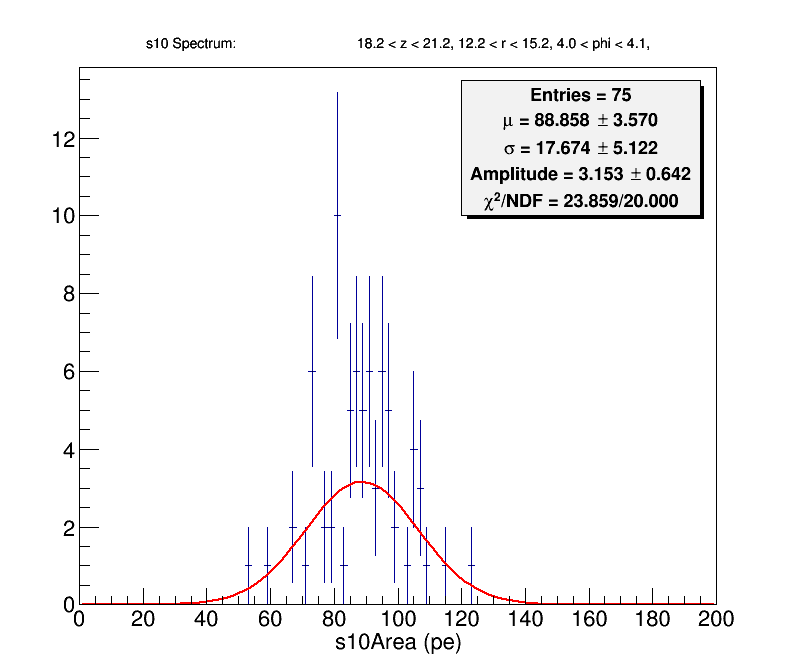 s10 Spectrum: 18.2 < z < 21.2, 12.2 < r < 15.2, 4.0 < phi < 4.1,
Entries = 75
μ = 88.858 ± 3.570
σ = 17.674 ± 5.122
Amplitude = 3.153 ± 0.642
χ²/NDF = 23.859/20.000
12
10
8
6
4
2
0
0 20 40 60 80 100 120 140 160 180 200
s10Area (pe)